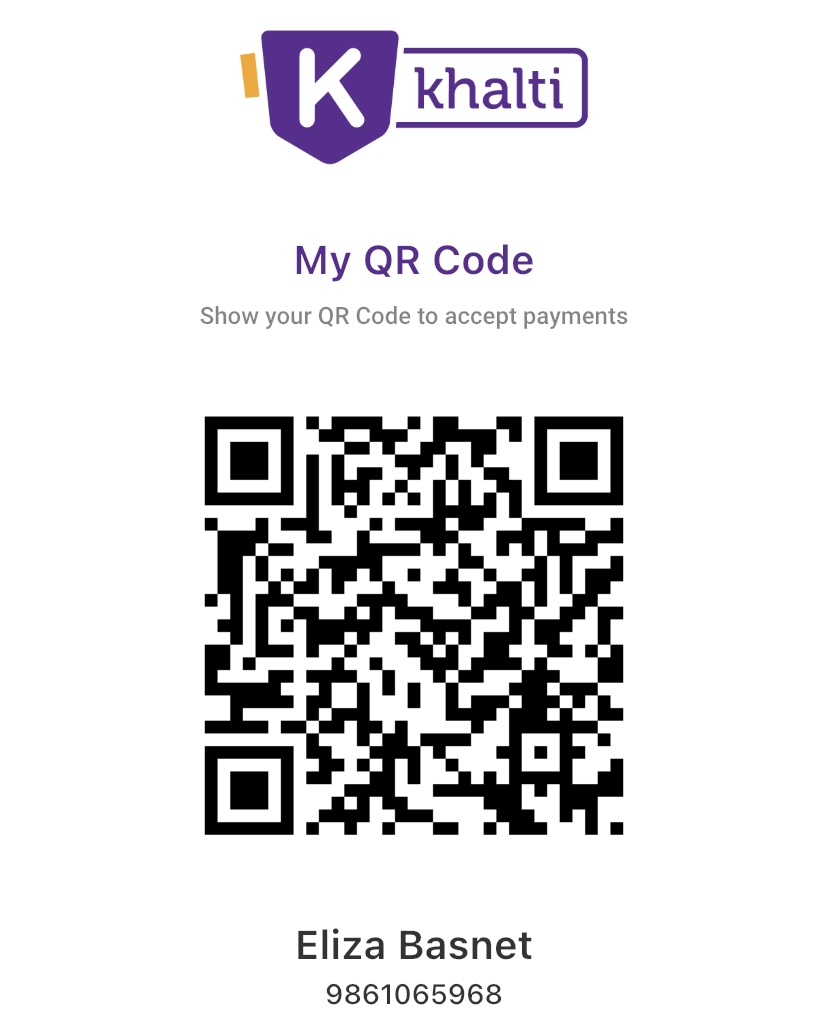 K khalti
My QR Code
Show your QR Code to accept payments
Eliza Basnet
9861065968